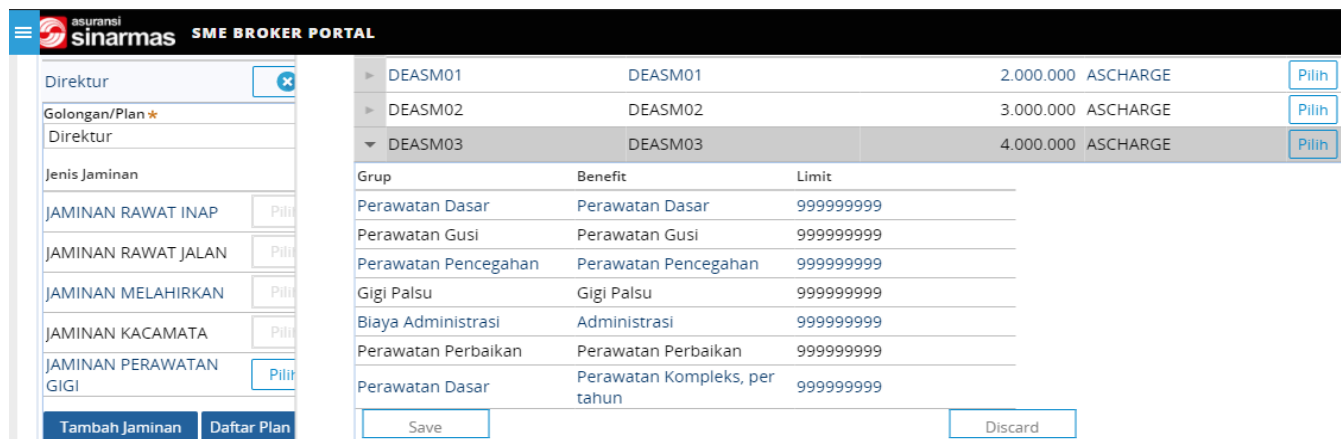 asuransi
sinarmas SME BROKER PORTAL
Direktur
Golongan/Plan *
Direktur
Jenis Jaminan
JAMINAN RAWAT INAP Pilih
JAMINAN RAWAT JALAN Pilih
JAMINAN MELAHIRKAN Pilih
JAMINAN KACAMATA Pilih
JAMINAN PERAWATAN
GIGI Pilih
Tambah Jaminan Daftar Plan
DEASM01 DEASM01 2.000.000 ASCHARGE Pilih
DEASM02 DEASM02 3.000.000 ASCHARGE Pilih
DEASM03 DEASM03 4.000.000 ASCHARGE Pilih
Grup Benefit Limit
Perawatan Dasar Perawatan Dasar 999999999
Perawatan Gusi Perawatan Gusi 999999999
Perawatan Pencegahan Perawatan Pencegahan 999999999
Gigi Palsu Gigi Palsu 999999999
Biaya Administrasi Administrasi 999999999
Perawatan Perbaikan Perawatan Perbaikan 999999999
Perawatan Dasar Perawatan Kompleks, per
tahun 999999999
Save Discard